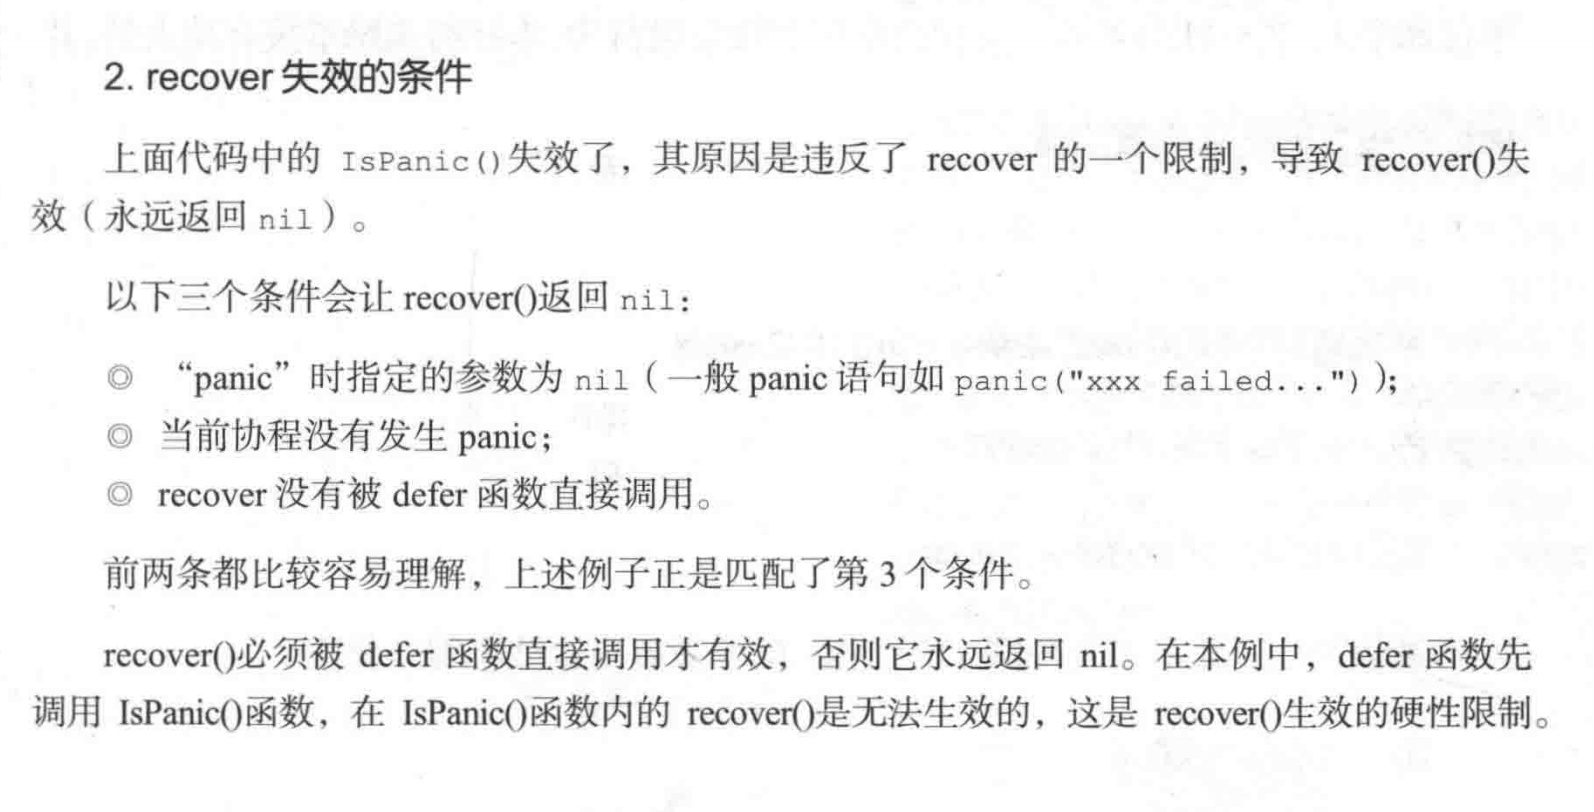 2. recover 失效的条件
上面代码中的 IsPanic()失效了，其原因是违反了 recover 的一个限制，导致 recover()失
效（永远返回 nil）。
以下三个条件会让 recover()返回 nil：
◎ “panic”时指定的参数为 nil（一般 panic 语句如 panic("xxx failed...")）；
◎ 当前协程没有发生 panic；
◎ recover 没有被 defer 函数直接调用。
前两条都比较容易理解，上述例子正是匹配了第 3 个条件。
recover()必须被 defer 函数直接调用才有效，否则它永远返回 nil。在本例中，defer 函数先
调用 IsPanic()函数，在 IsPanic()函数内的 recover()是无法生效的，这是 recover()生效的硬性限制。